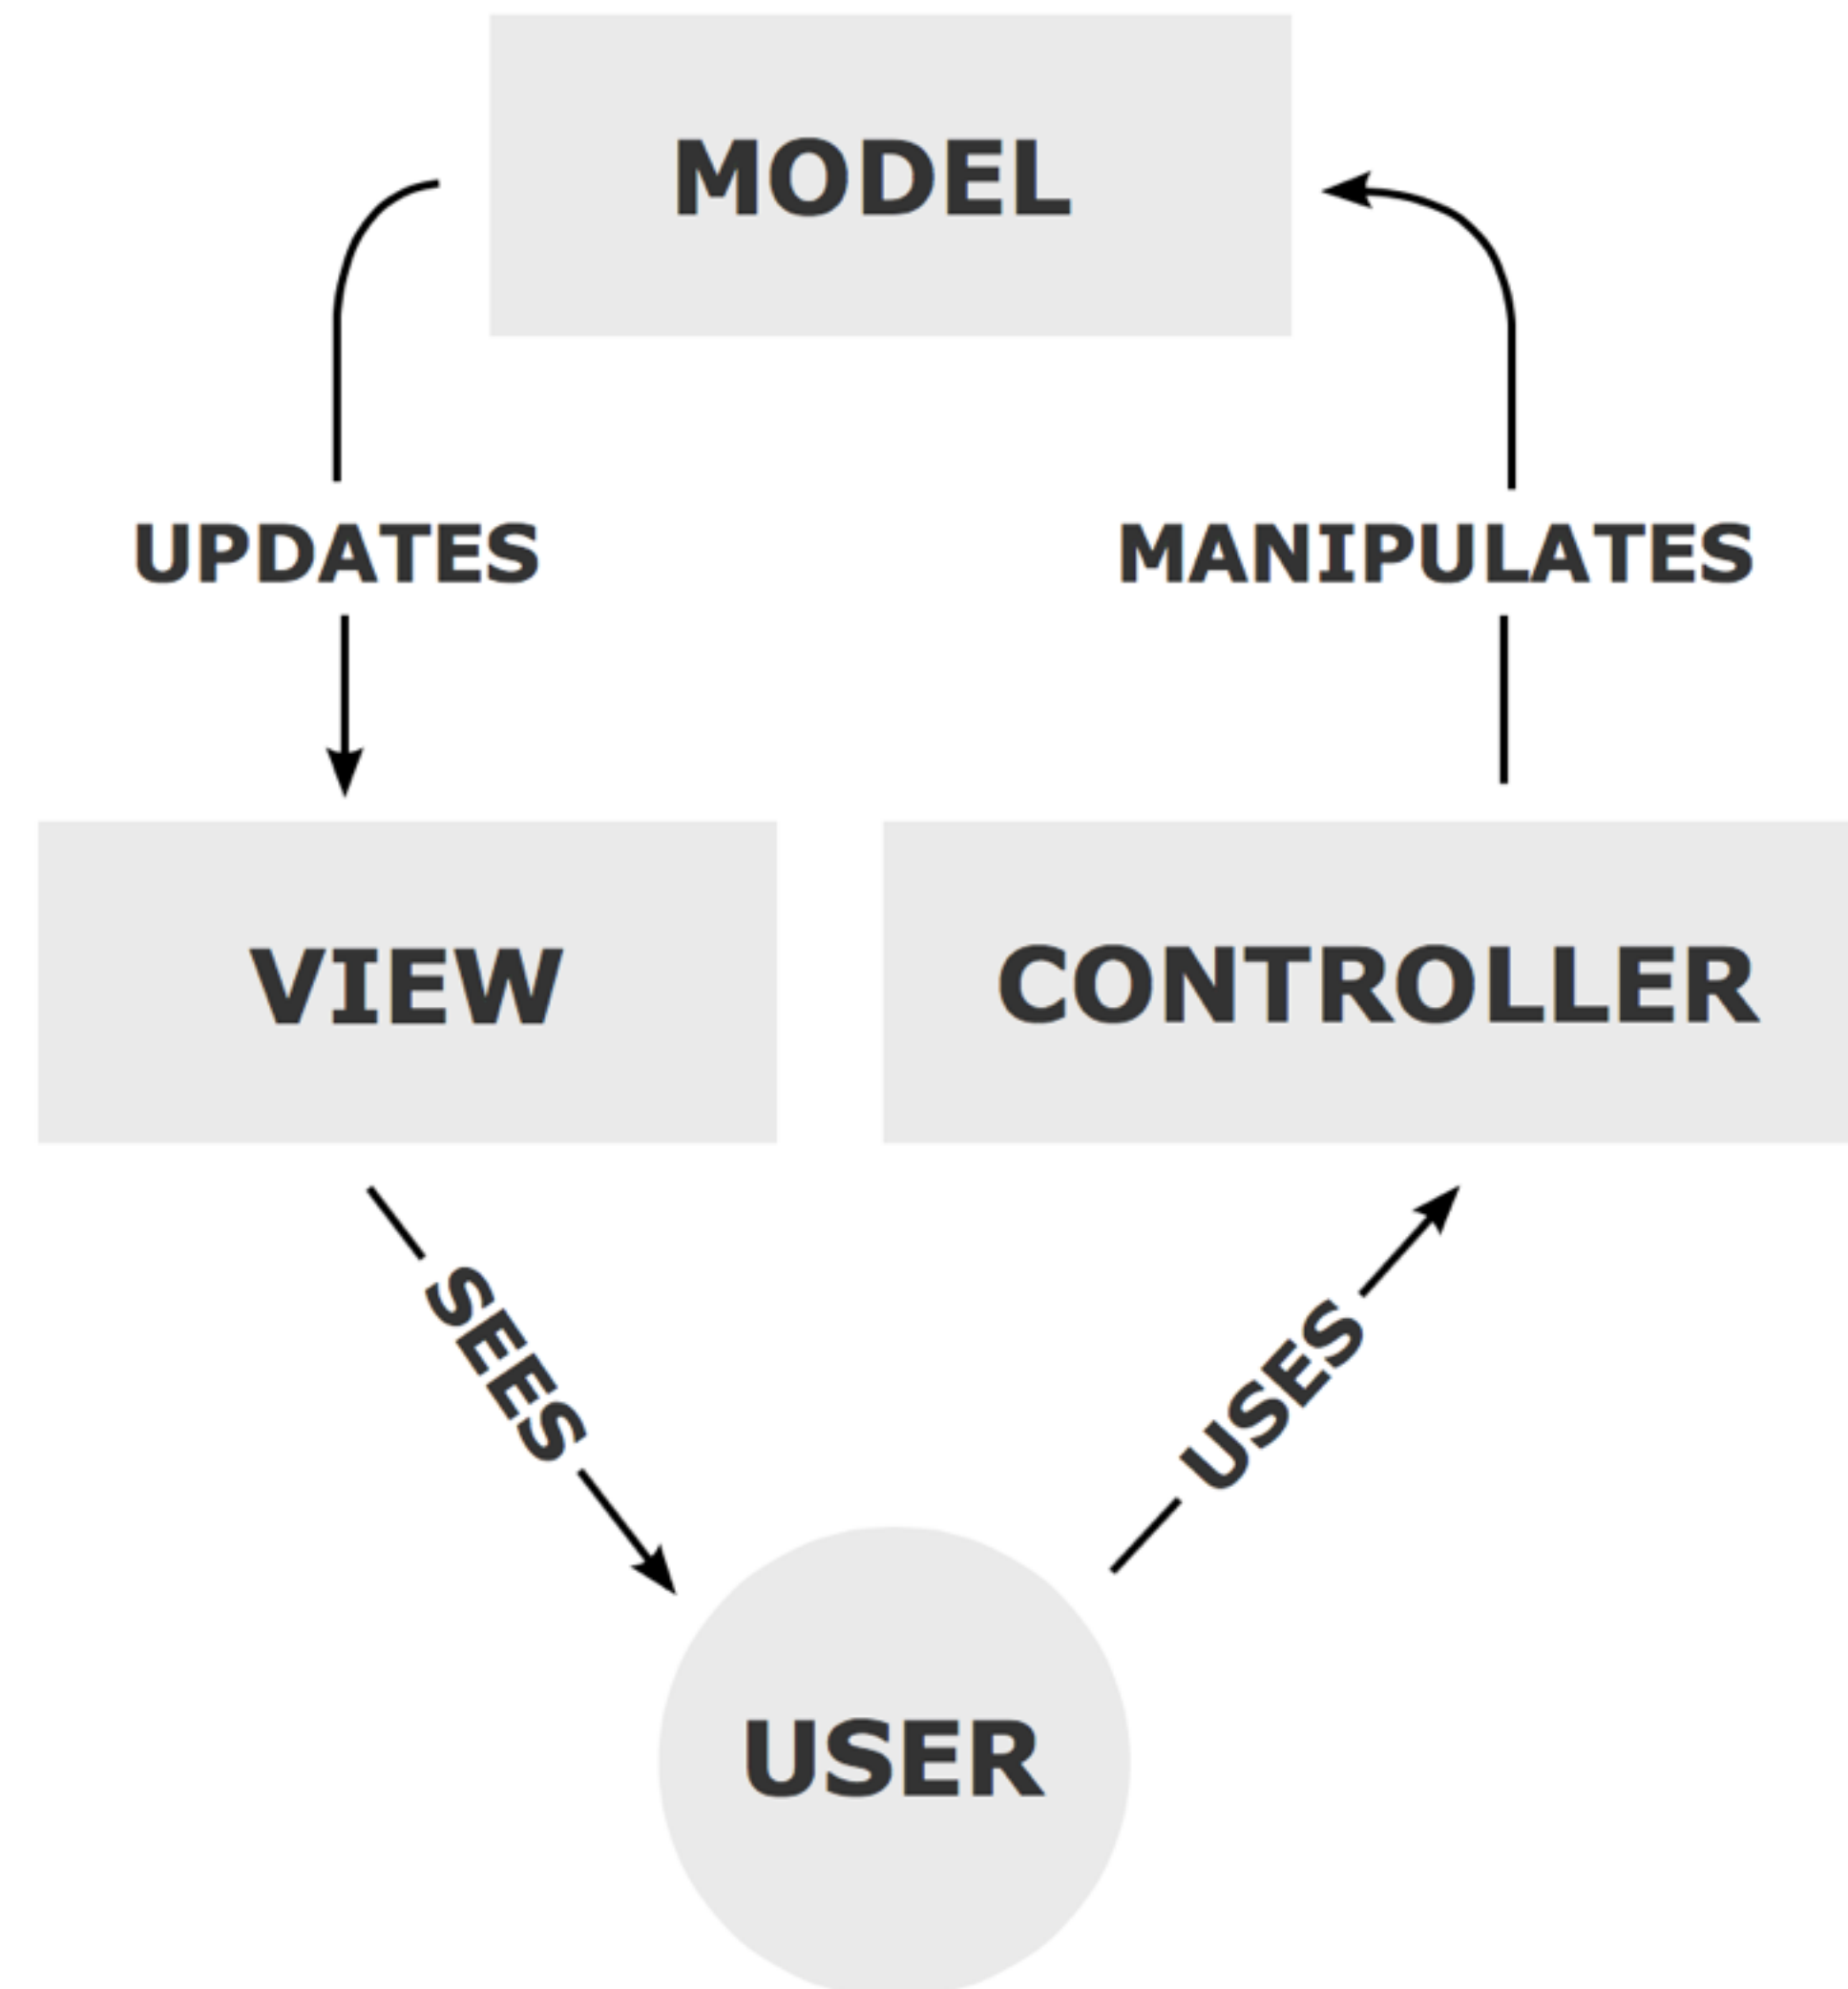 MODEL
UPDATES
MANIPULATES
VIEW
CONTROLLER
SEES
USES
USER